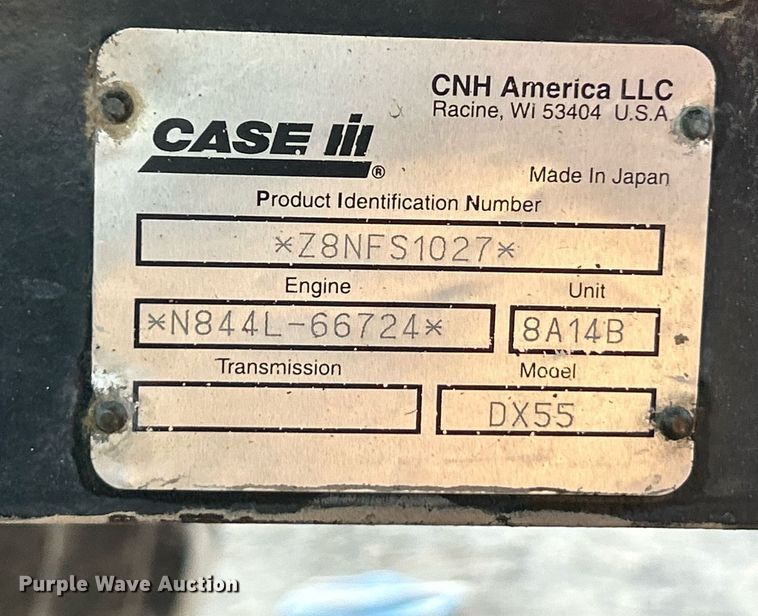 CNH America LLC
Racine, WI 53404 U.S.A
CASE IH®
Made In Japan
Product Identification Number
*Z8NFS1027*
Engine
Unit
*N844L-66724*
8A14B
Transmission
Model
DX55
Purple Wave Auction